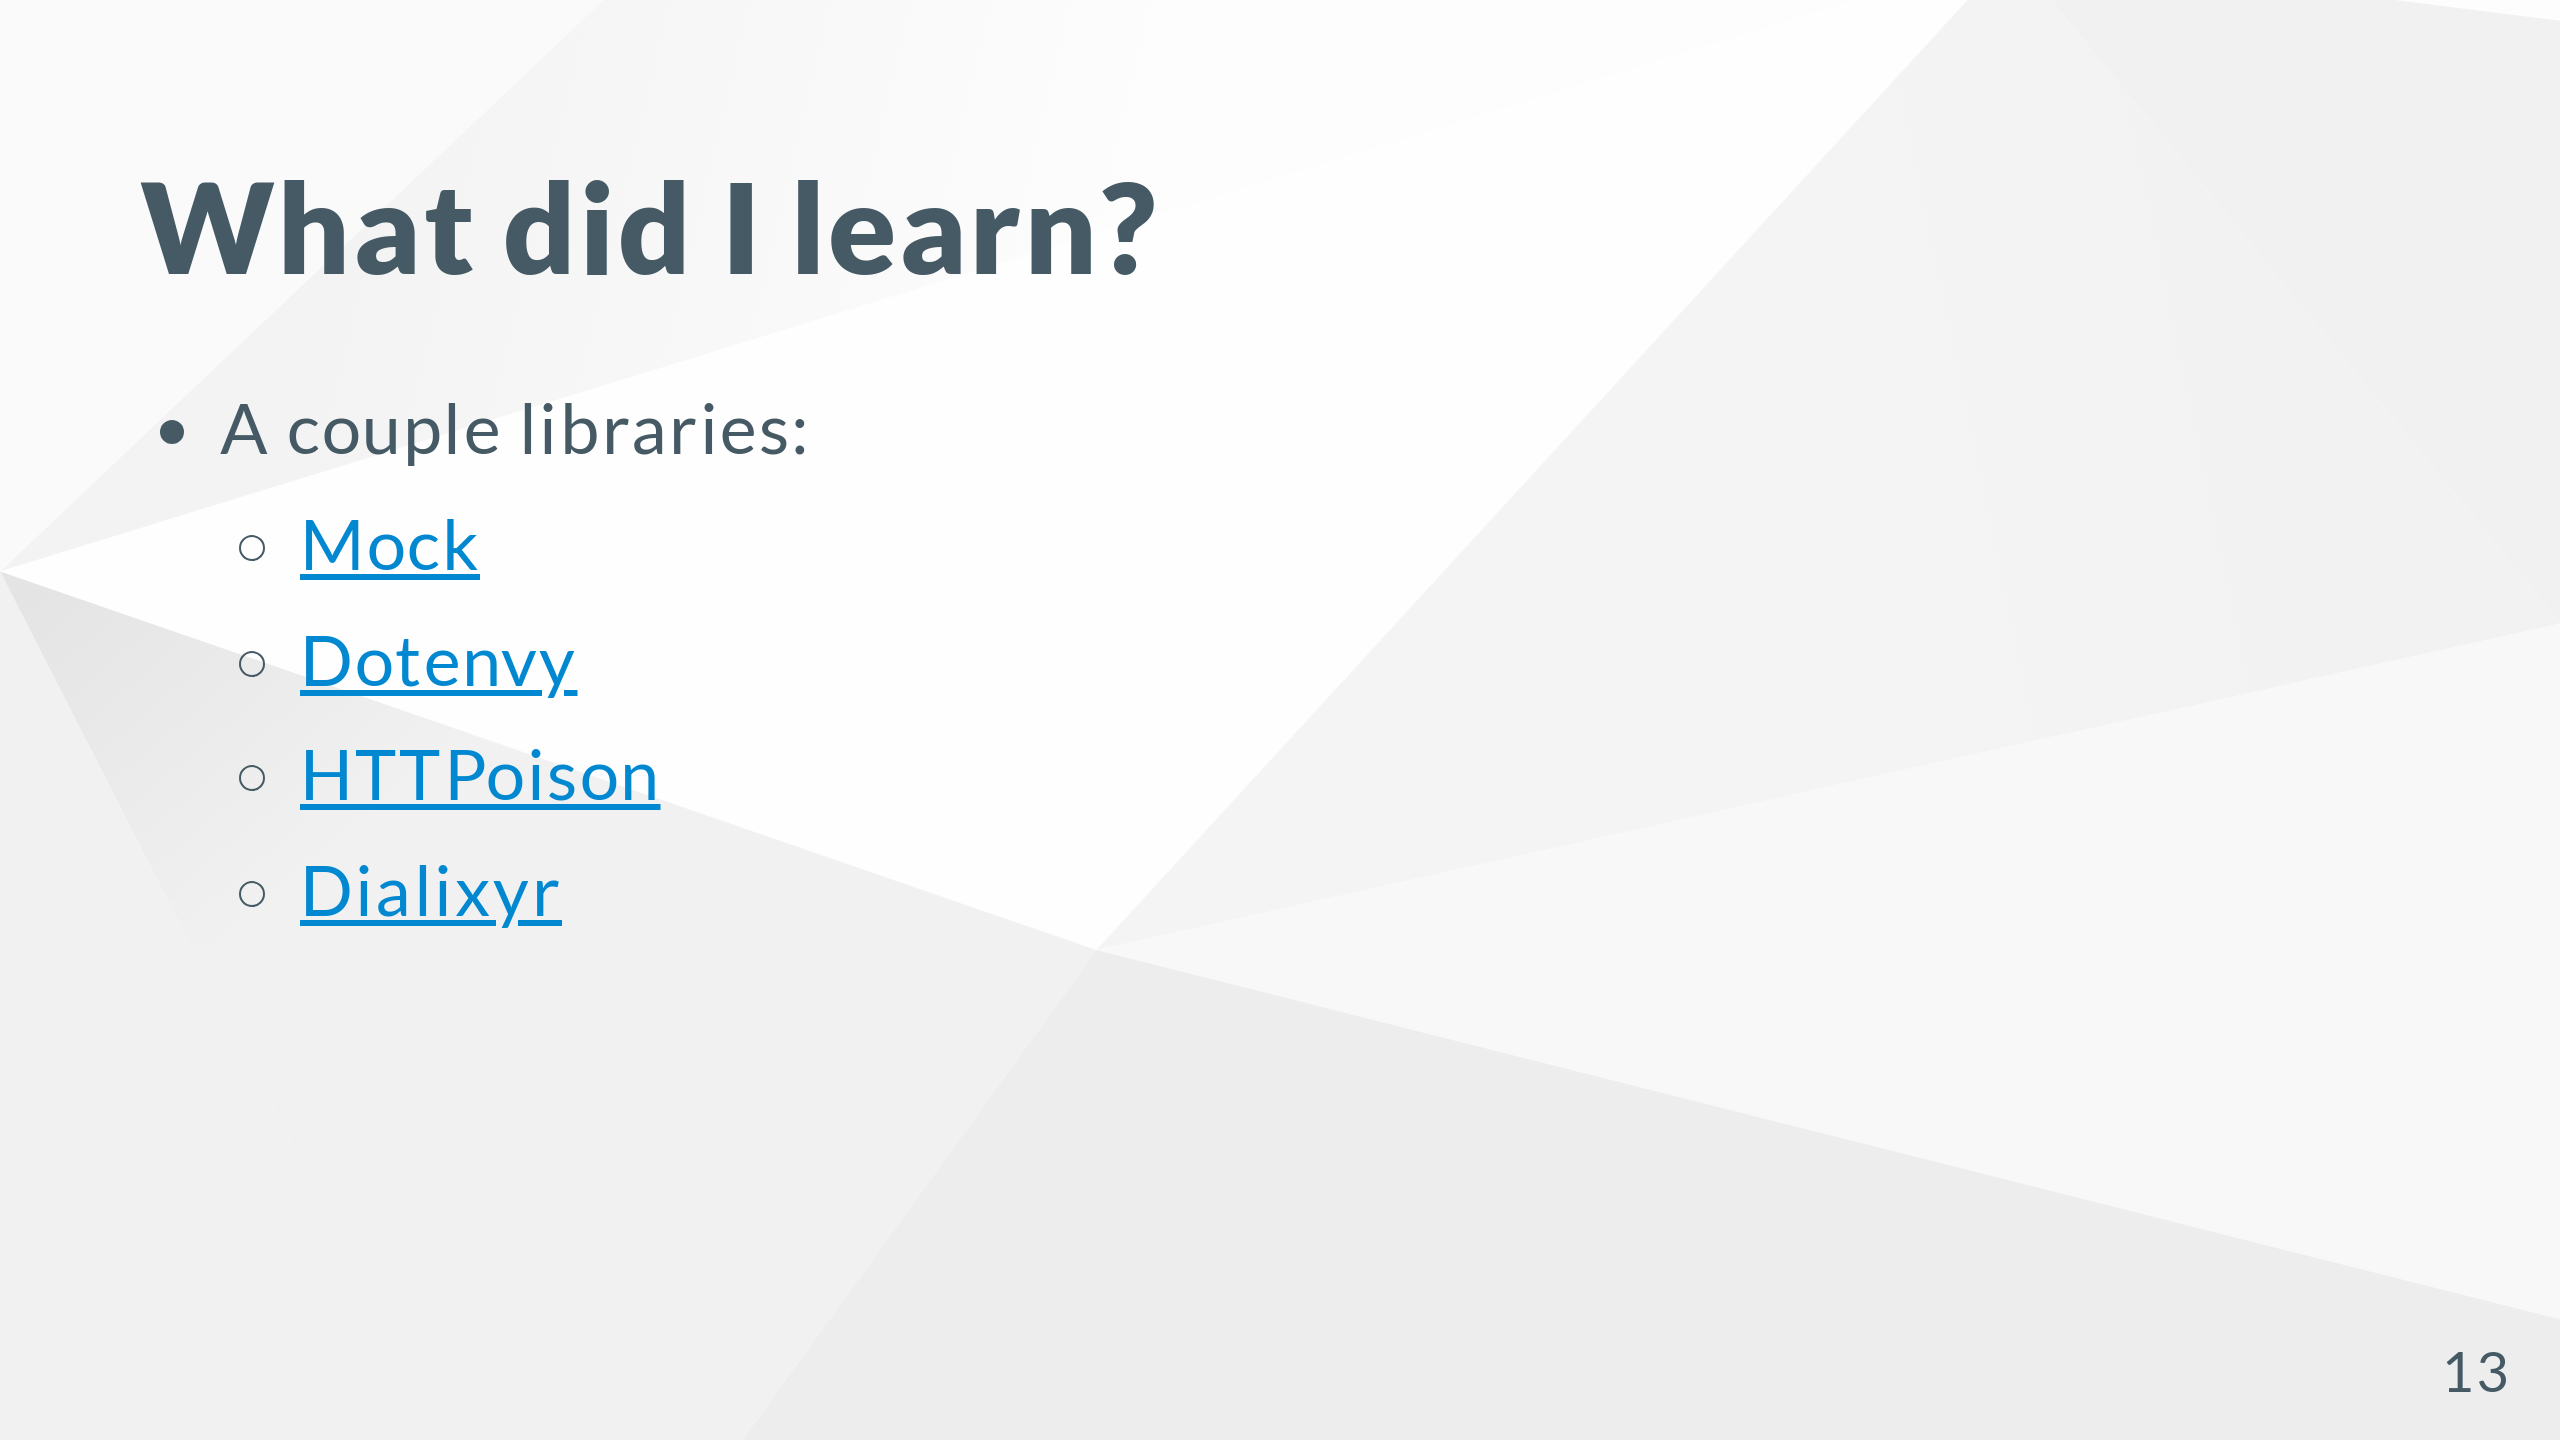 What did I learn?
• A couple libraries:
○ Mock
○ Dotenvy
○ HTTPoison
○ Dialixyr
13